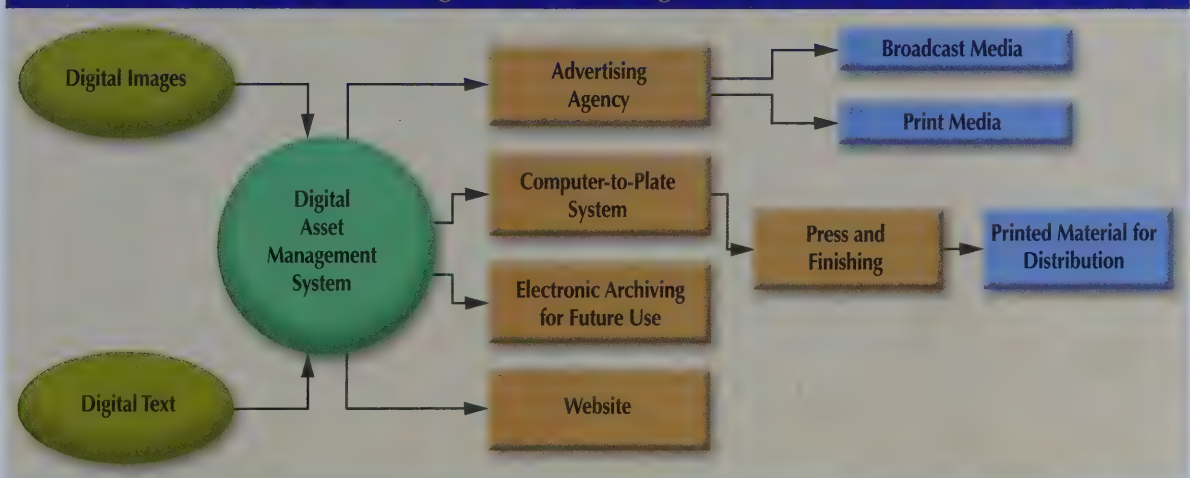 Digital Images
Digital
Asset
Management
System
Digital Text
Advertising
Agency
Computer-to-Plate
System
Electronic Archiving
for Future Use
Website
Broadcast Media
Print Media
Press and
Finishing
Printed Material for
Distribution